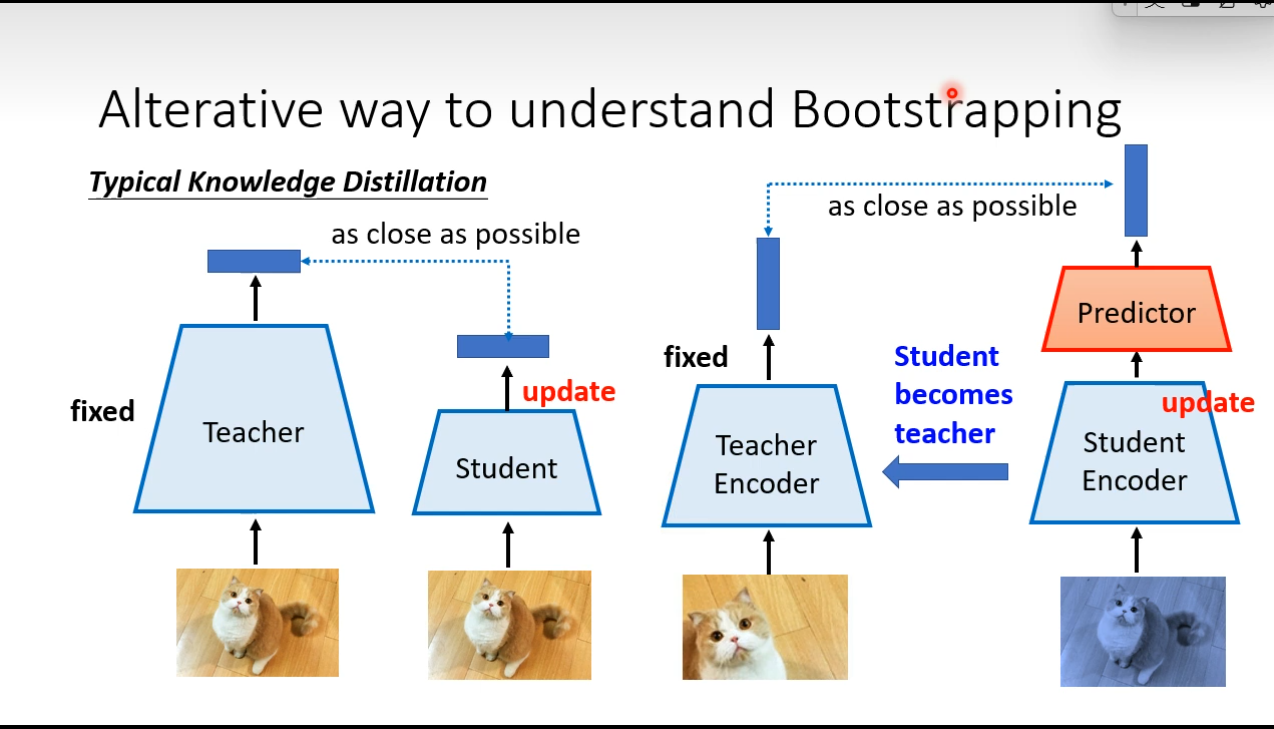 Alterative way to understand Bootstrapping
Typical Knowledge Distillation
as close as possible
fixed
Teacher
update
Student
as close as possible
fixed
Teacher
Encoder
Student
becomes
teacher
Predictor
update
Student
Encoder